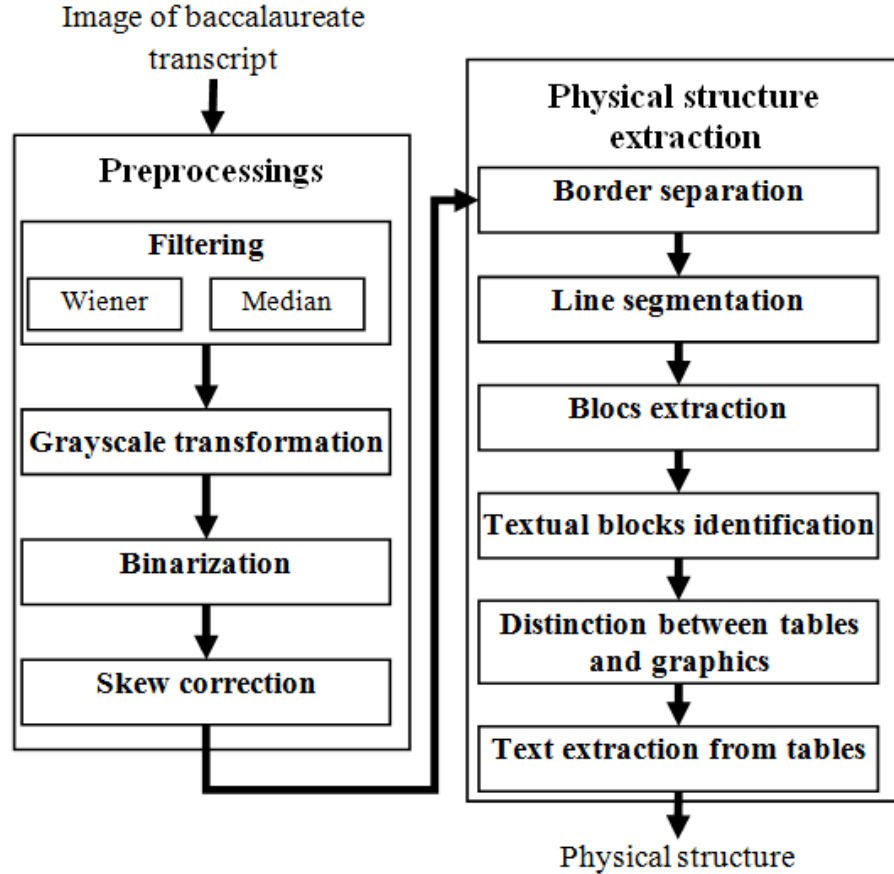 Image of baccalaureate
transcript
Preprocessings
Filtering
Wiener
Median
Grayscale transformation
Binarization
Skew correction
Physical structure
extraction
Border separation
Line segmentation
Blocs extraction
Textual blocks identification
Distinction between tables
and graphics
Text extraction from tables
Physical structure